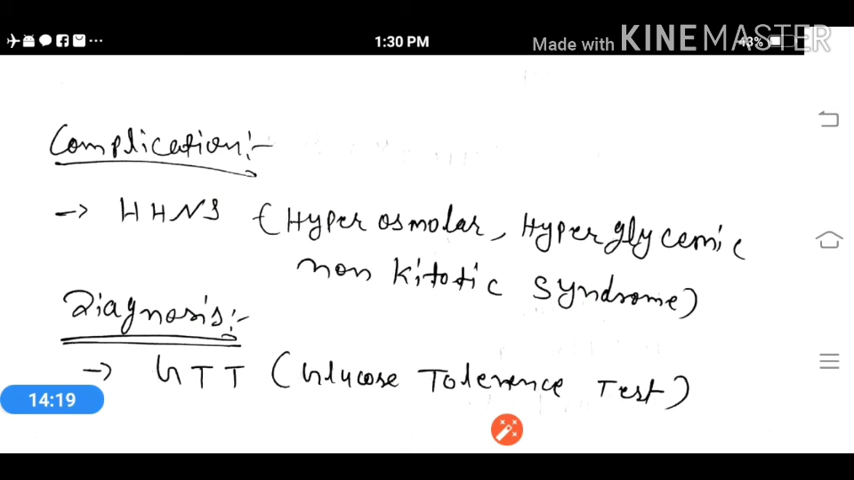 1:30 PM
Made with KINEMASTER
43%
Complication:-
→ HHNS (Hyper osmolar, Hyperglycemic
non kitotic Syndrome)
Diagnosis:-
→ GTT (Glucose Tolerence Test)
14:19